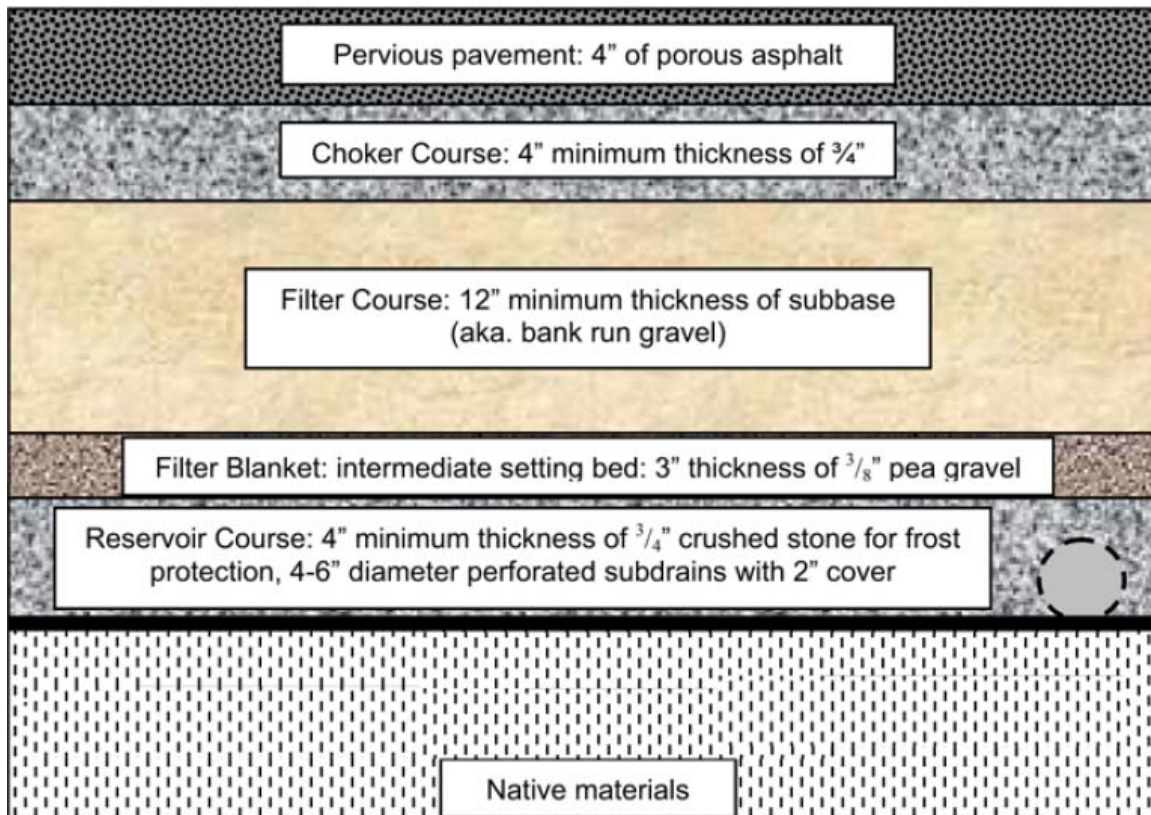 Pervious pavement: 4” of porous asphalt
Choker Course: 4” minimum thickness of ¾”
Filter Course: 12” minimum thickness of subbase
(aka. bank run gravel)
Filter Blanket: intermediate setting bed: 3” thickness of 3/8” pea gravel
Reservoir Course: 4” minimum thickness of 3/4” crushed stone for frost
protection, 4-6” diameter perforated subdrains with 2” cover
Native materials